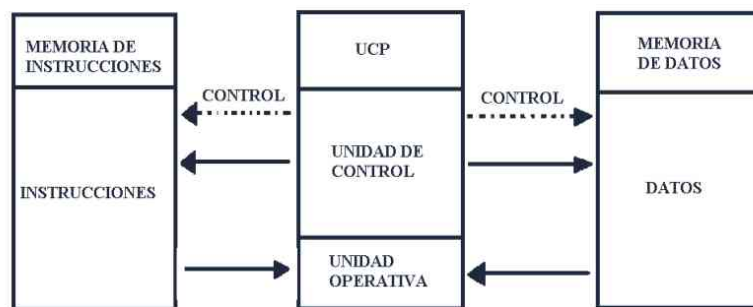 MEMORIA DE
INSTRUCCIONES
UCP
MEMORIA
DE DATOS
CONTROL
CONTROL
INSTRUCCIONES
UNIDAD DE
CONTROL
DATOS
UNIDAD
OPERATIVA